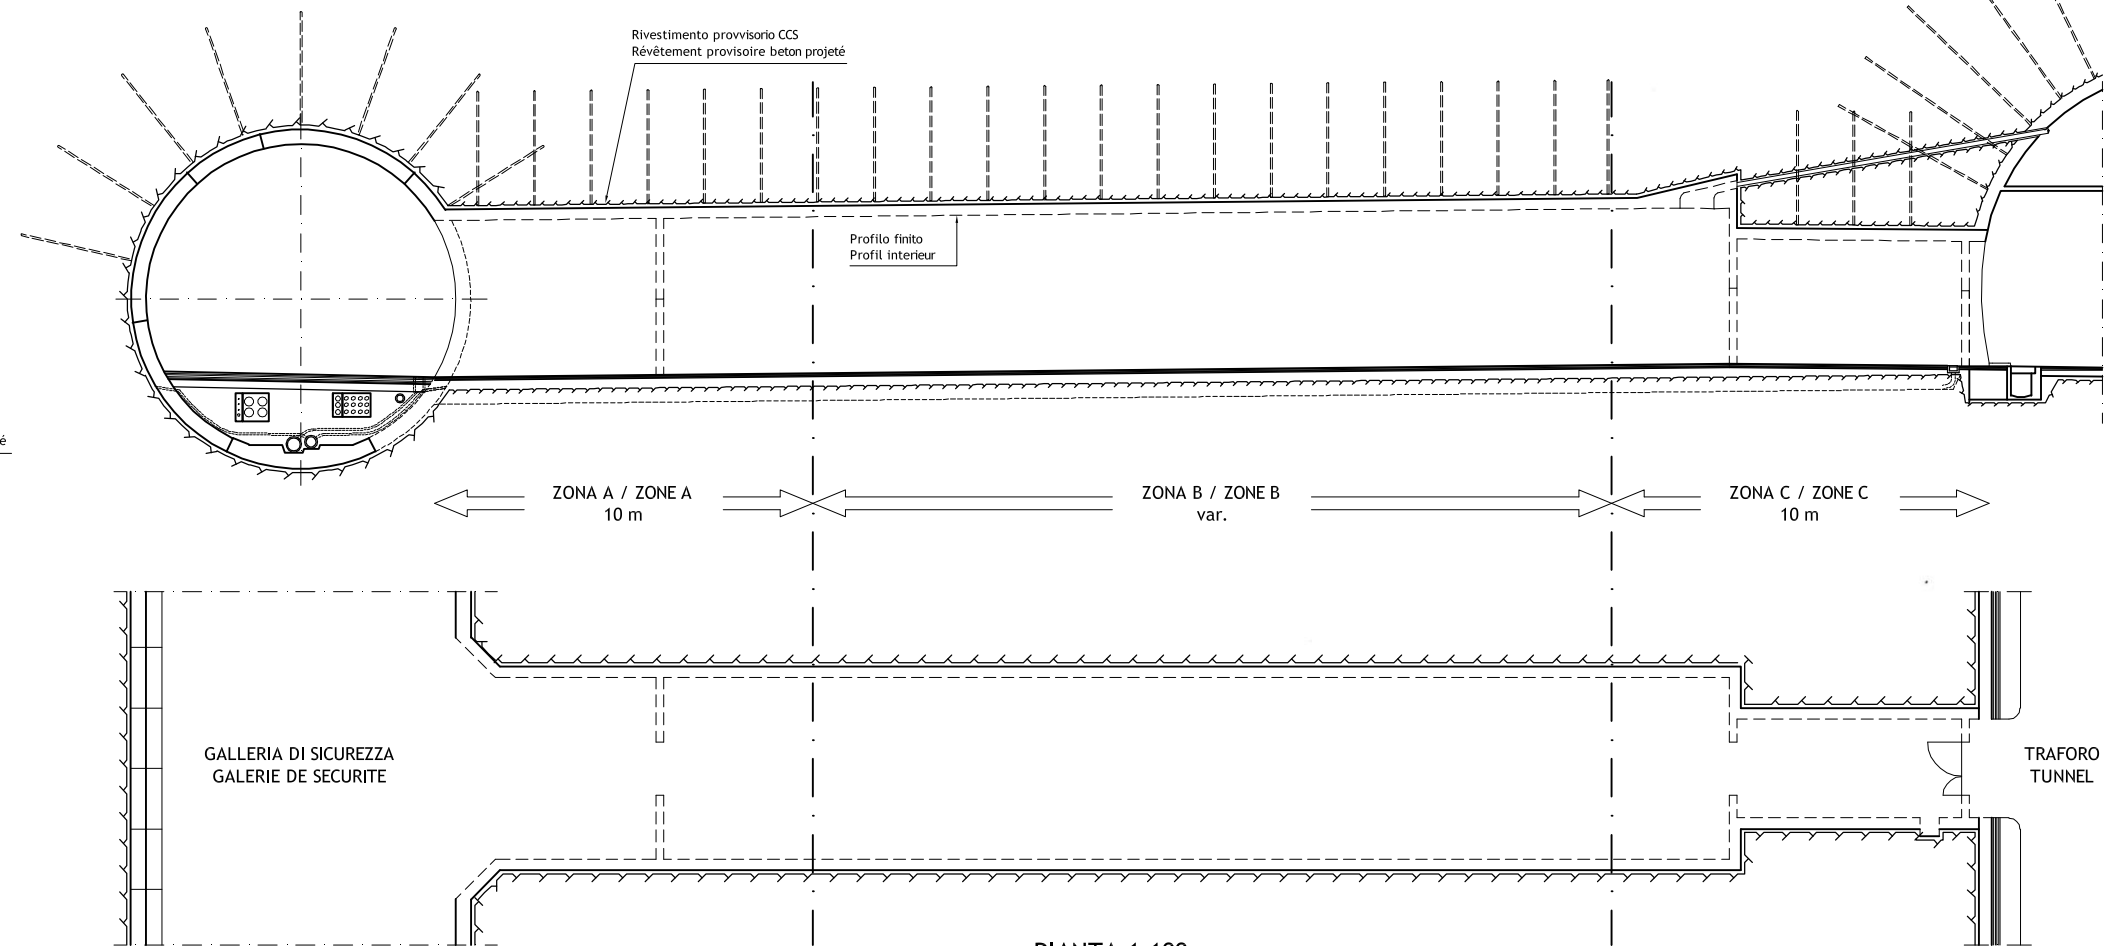 Rivestimento provvisorio CCS
Révêtement provisoire beton projeté
Profilo finito
Profil interieur
é
ZONA A / ZONE A
10 m
ZONA B / ZONE B
var.
ZONA C / ZONE C
10 m
GALLERIA DI SICUREZZA
GALERIE DE SECURITE
TRAFORO
TUNNEL